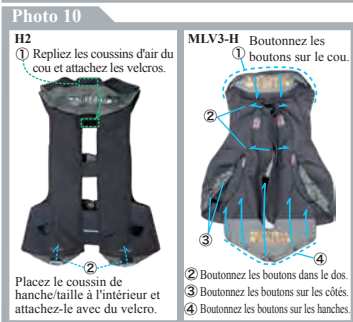 Photo 10
H2
① Repliez les coussins d'air du
cou et attachez les velcros.
②
Placez le coussin de
hanche/taille à l'intérieur et
attachez-le avec du velcro.
MLV3-H
Boutonnez les
① boutons sur le cou.
②
③
④
② Boutonnez les boutons dans le dos.
③ Boutonnez les boutons sur les côtés.
④ Boutonnez les boutons sur les hanches.